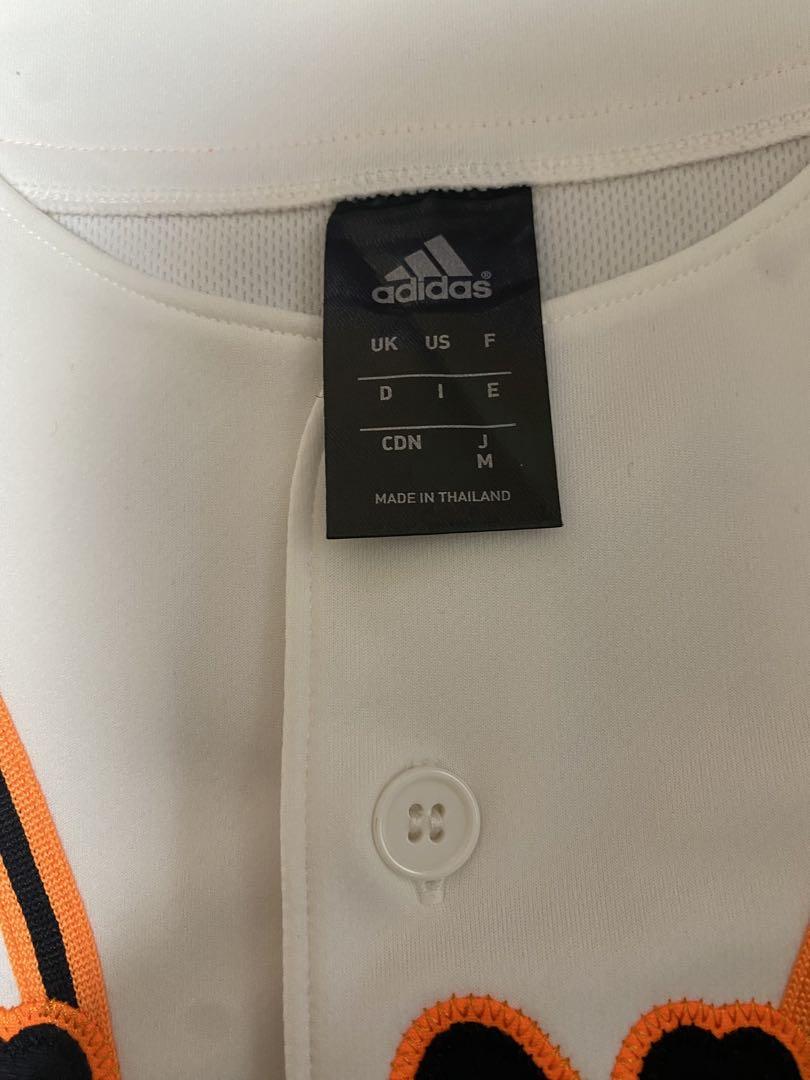 adidas®
UK US F
D I E
CDN J
M
MADE IN THAILAND